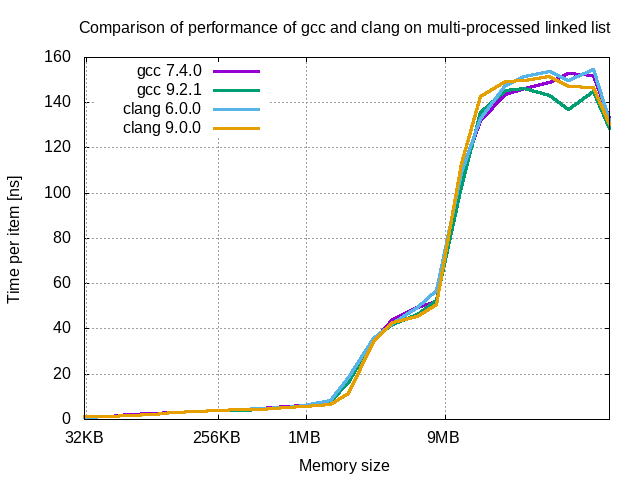 Comparison of performance of gcc and clang on multi-processed linked list
160
140
120
100
80
60
40
20
0
gcc 7.4.0
gcc 9.2.1
clang 6.0.0
clang 9.0.0
Time per item [ns]
32KB 256KB 1MB 9MB
Memory size